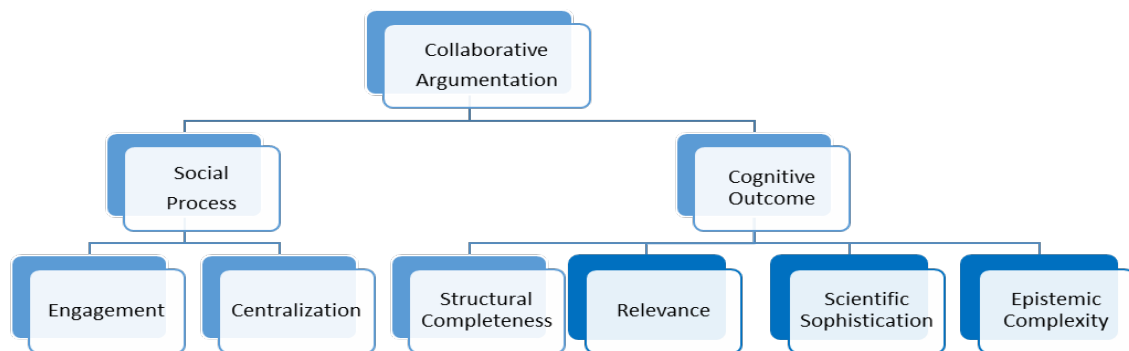 Collaborative
Argumentation
Social
Process
Cognitive
Outcome
Engagement
Centralization
Structural
Completeness
Relevance
Scientific
Sophistication
Epistemic
Complexity